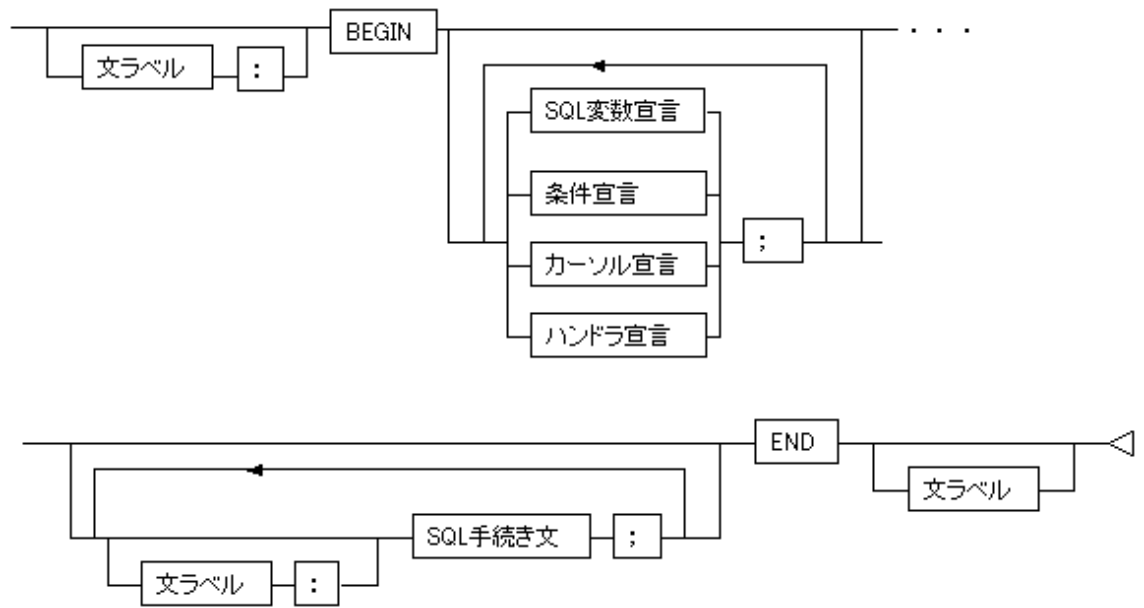 BEGIN ・・・
文ラベル :
SQL変数宣言
条件宣言
;
カーソル宣言
ハンドラ宣言
END
文ラベル
SQL手続き文 ;
文ラベル :